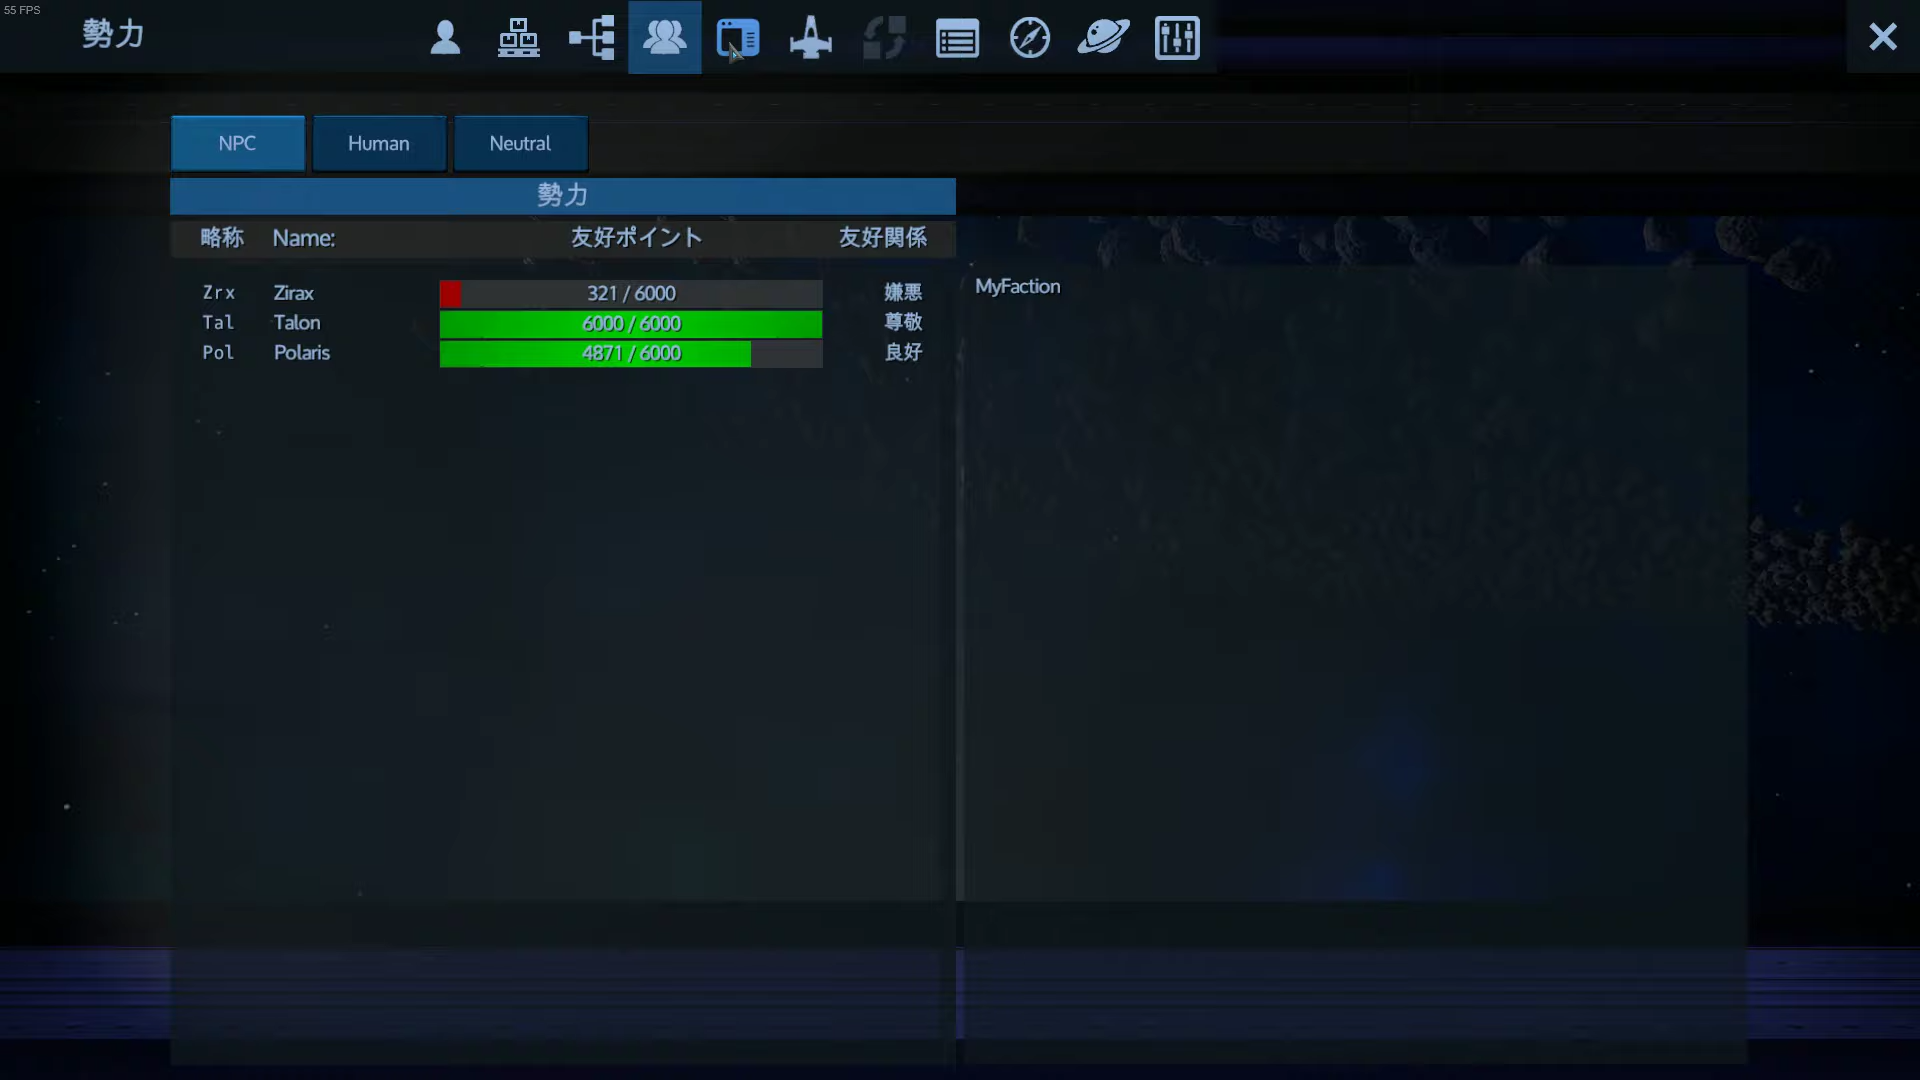 55 FPS
勢力
NPC Human Neutral
勢力
略称 Name: 友好ポイント 友好関係
Zrx Zirax 321 / 6000 嫌悪
Tal Talon 6000 / 6000 尊敬
Pol Polaris 4871 / 6000 良好
MyFaction